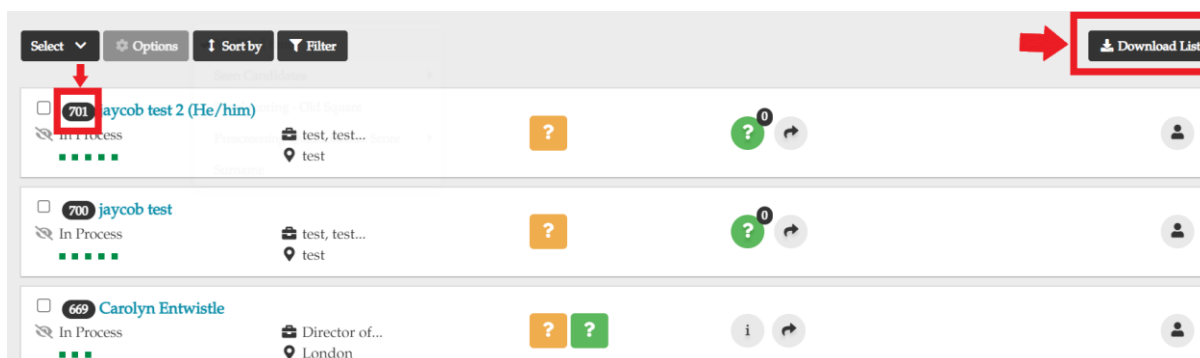 Select Options Sort by Filter Download List
701 jaycob test 2 (He/him)
In Process test, test...
test
? ? 0
700 jaycob test
In Process test, test...
test
? ? 0
669 Carolyn Entwistle
In Process Director of...
London
? ? i